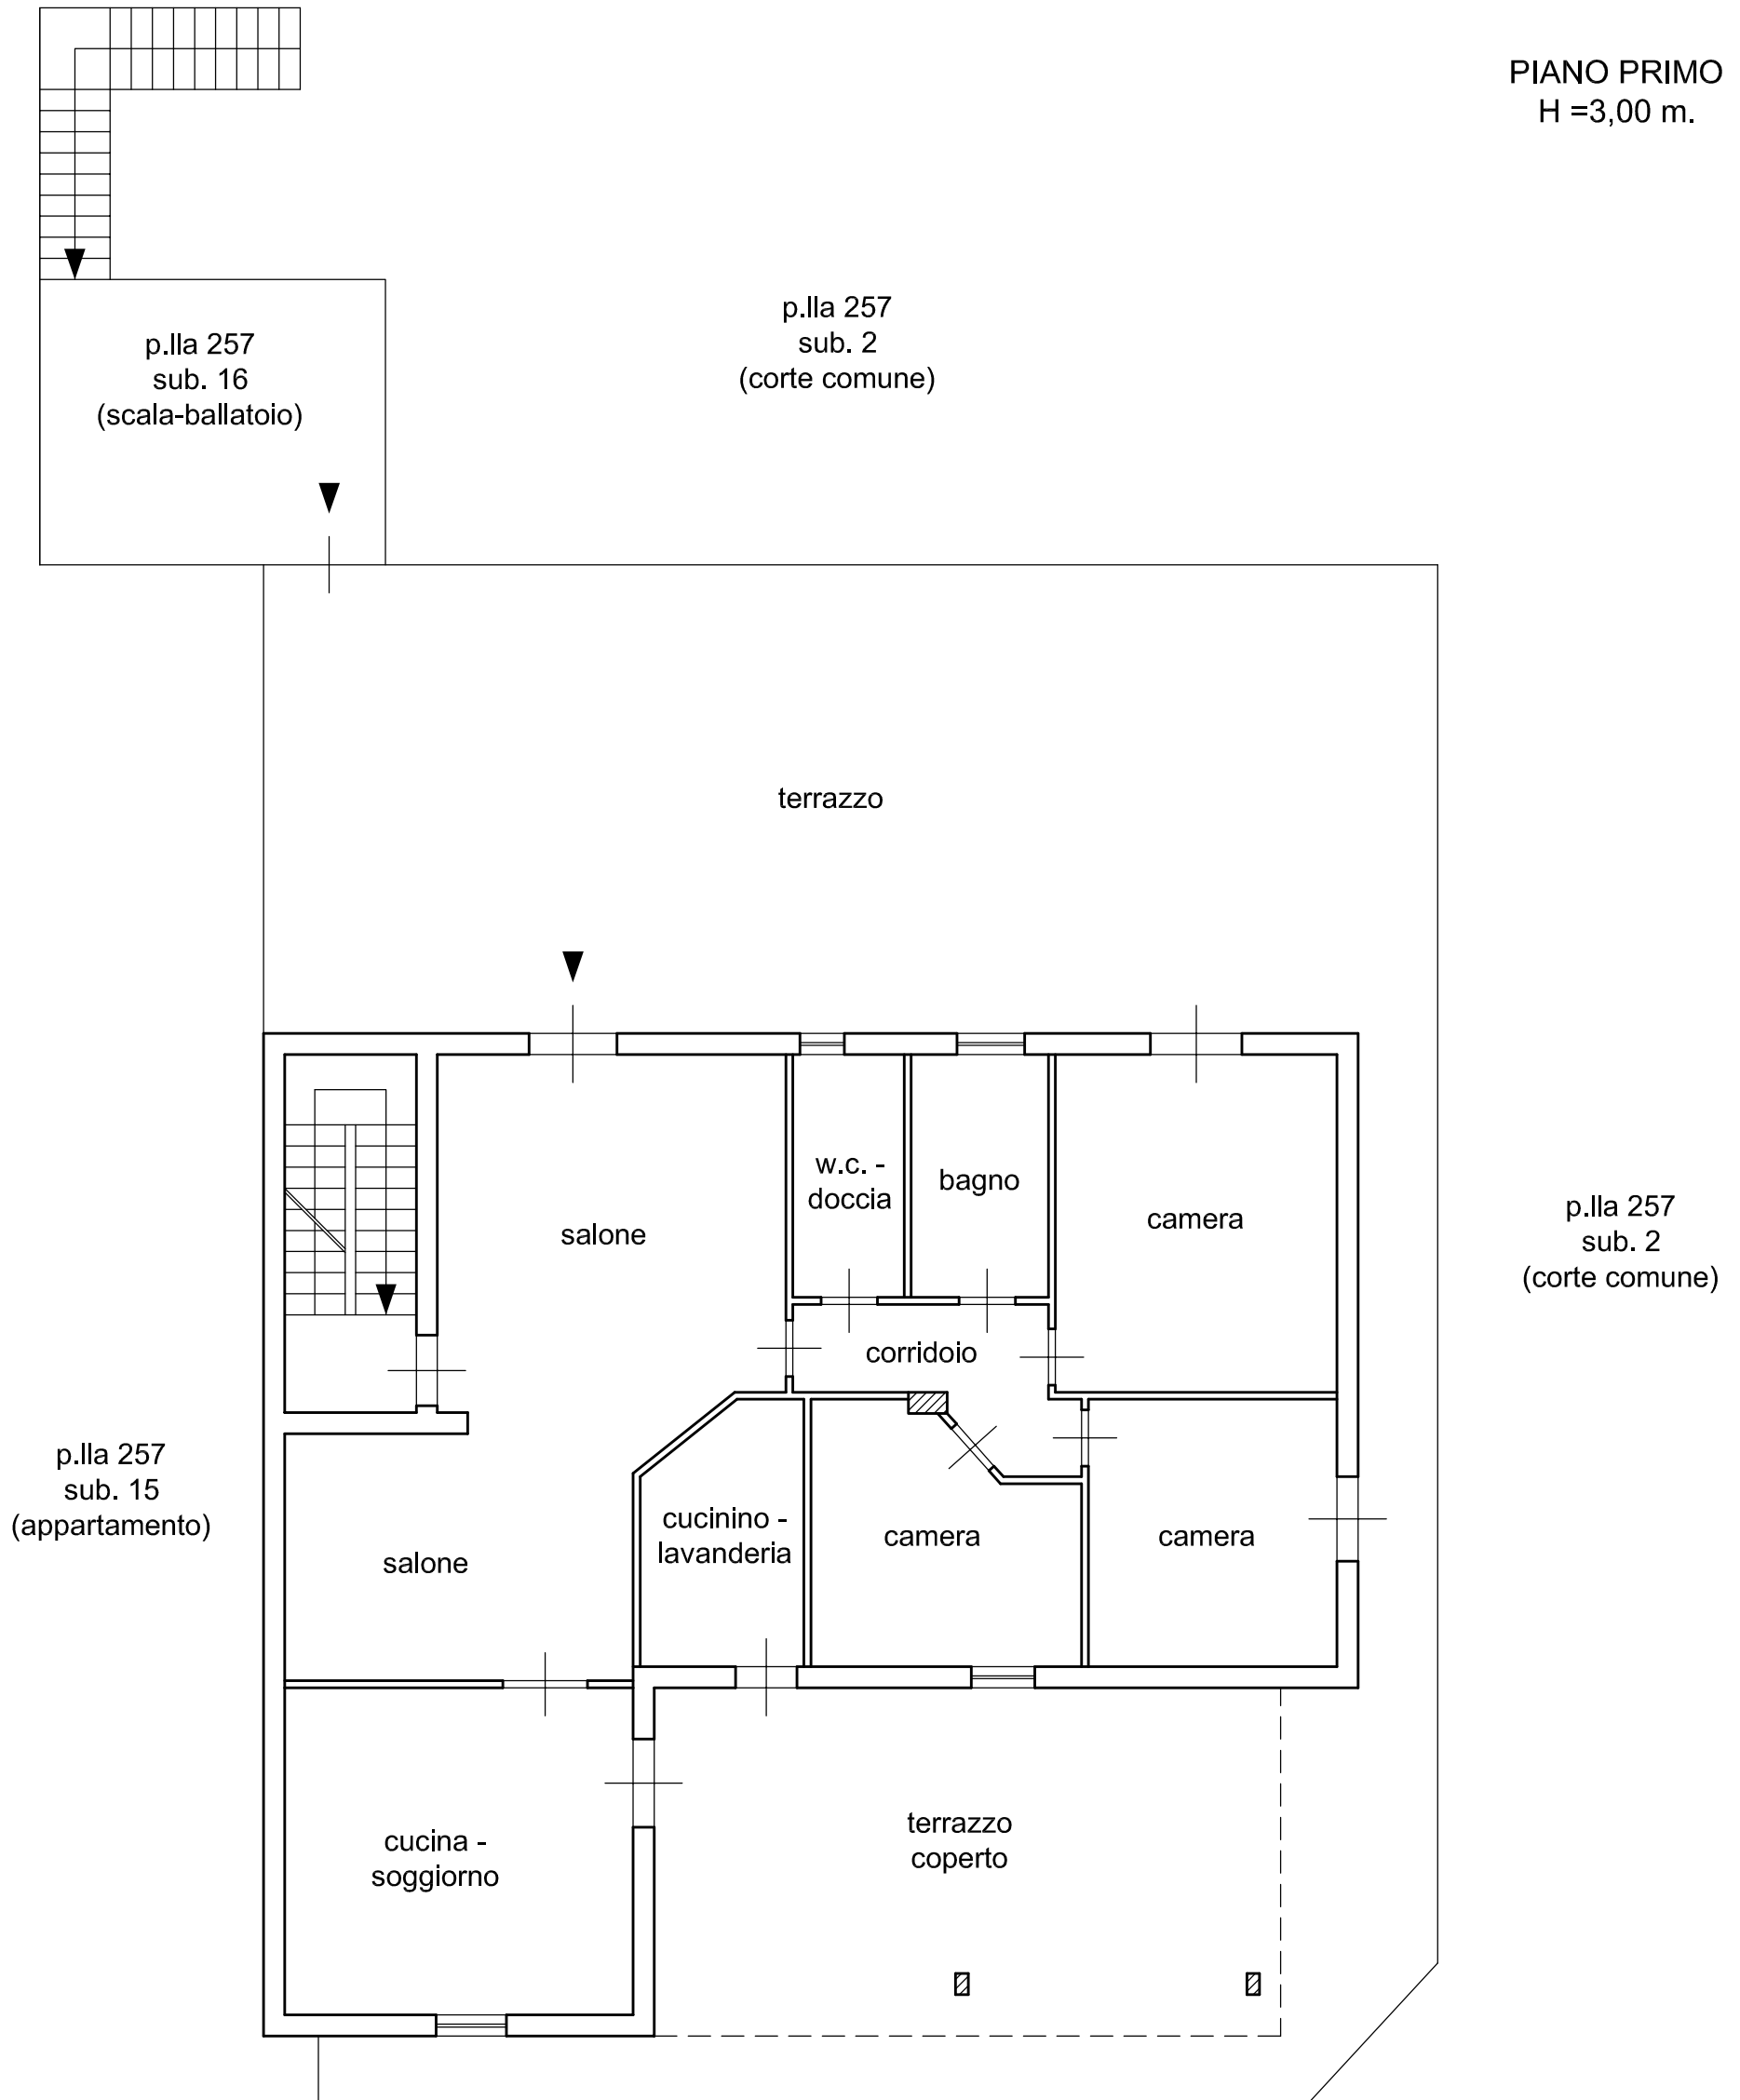 PIANO PRIMO
H =3,00 m.
p.lla 257
sub. 16
(scala-ballatoio)
p.lla 257
sub. 2
(corte comune)
terrazzo
w.c. -
doccia
bagno
camera
salone
p.lla 257
sub. 2
(corte comune)
corridoio
p.lla 257
sub. 15
(appartamento)
salone
cucinino -
lavanderia
camera
camera
cucina -
soggiorno
terrazzo
coperto